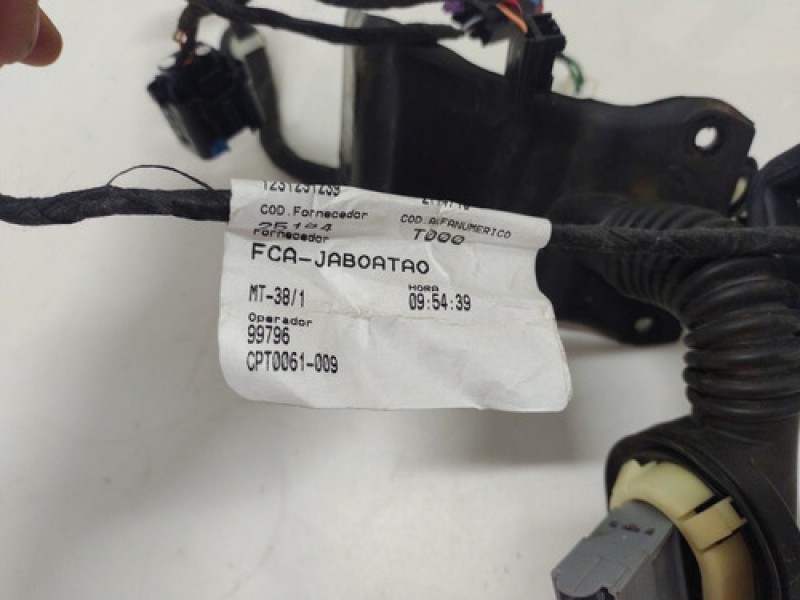 COD.Fornecedor
COD.ALFANUMERICO
25194
T000
Fornecedor
FCA-JABOATAO
MT-38/1
HORA
09:54:39
Operador
99796
CPT0061-009